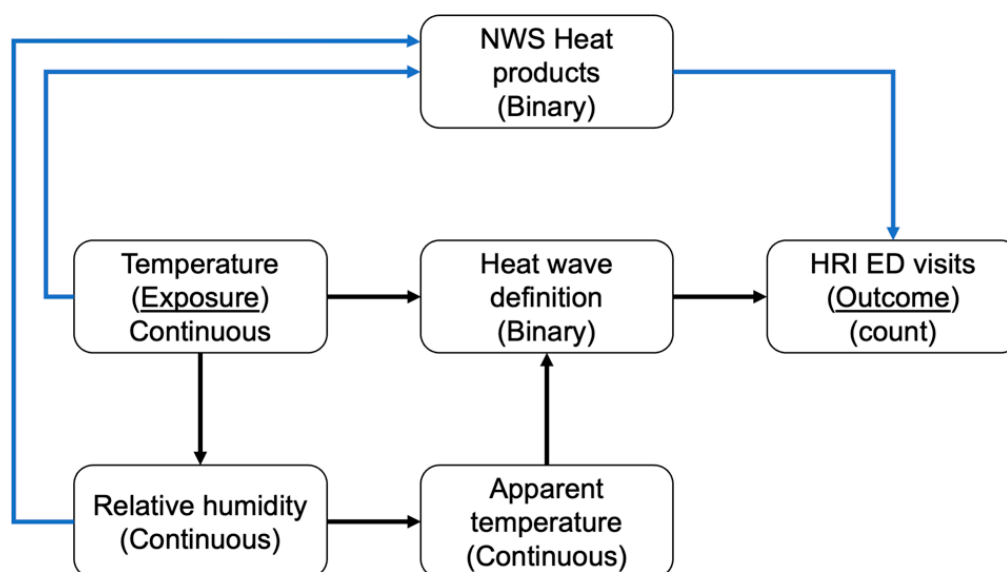 NWS Heat
products
(Binary)
Temperature
(Exposure)
Continuous
Heat wave
definition
(Binary)
HRI ED visits
(Outcome)
(count)
Relative humidity
(Continuous)
Apparent
temperature
(Continuous)